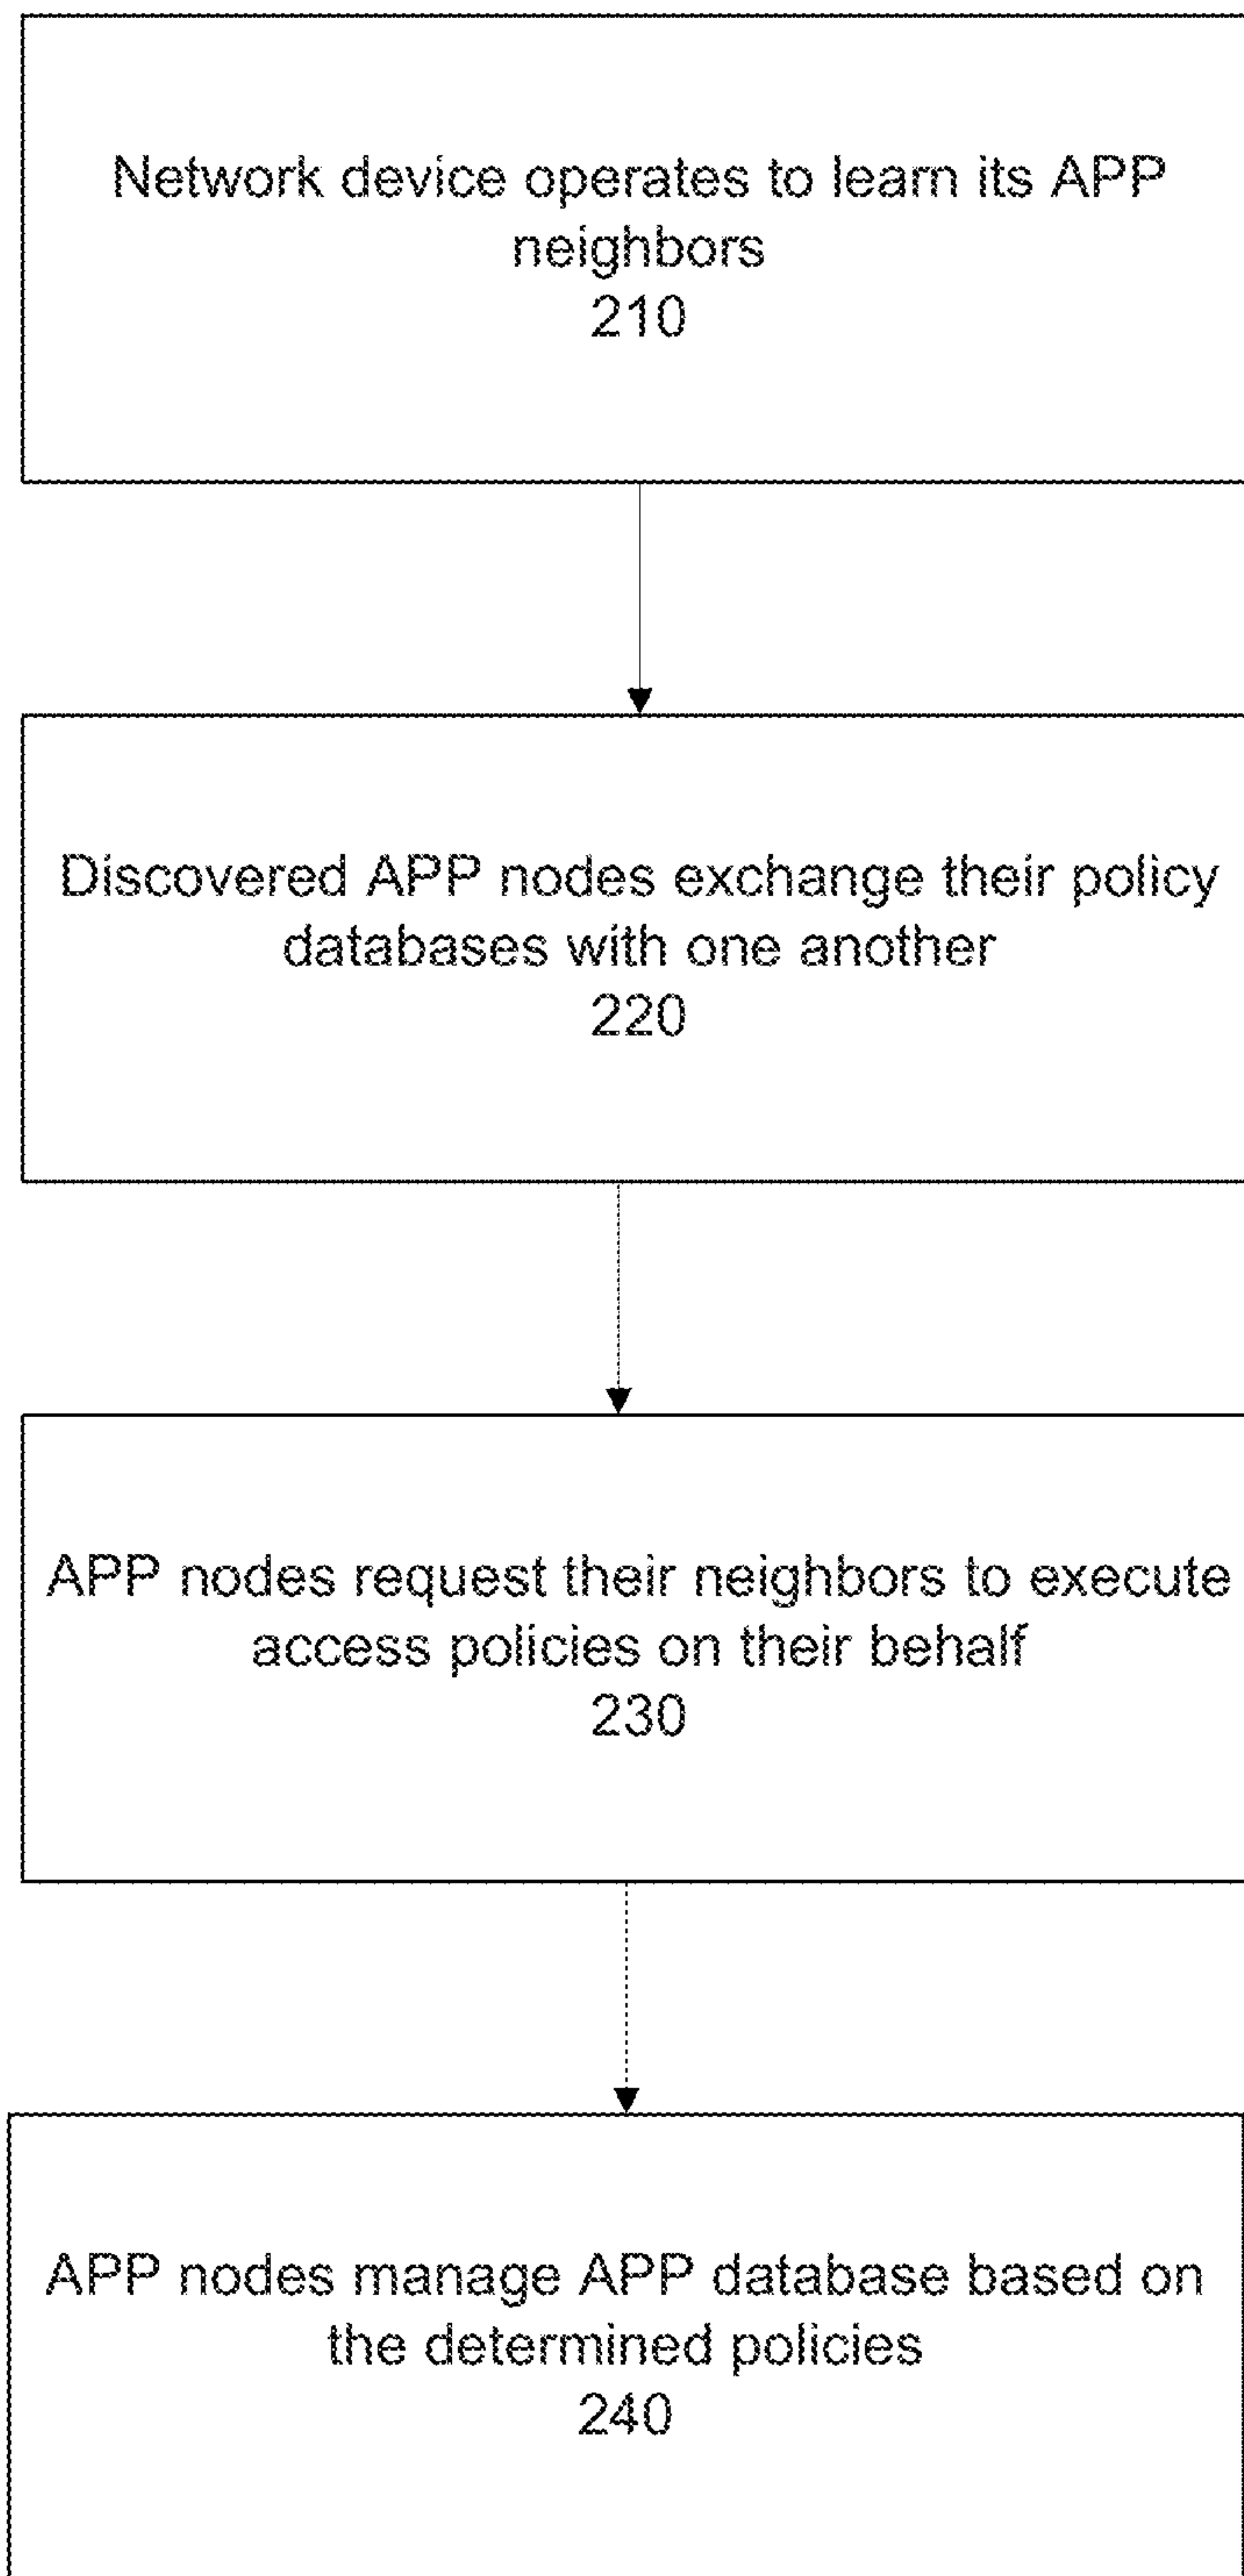 Network device operates to learn its APP
neighbors
210
Discovered APP nodes exchange their policy
databases with one another
220
APP nodes request their neighbors to execute
access policies on their behalf
230
APP nodes manage APP database based on
the determined policies
240